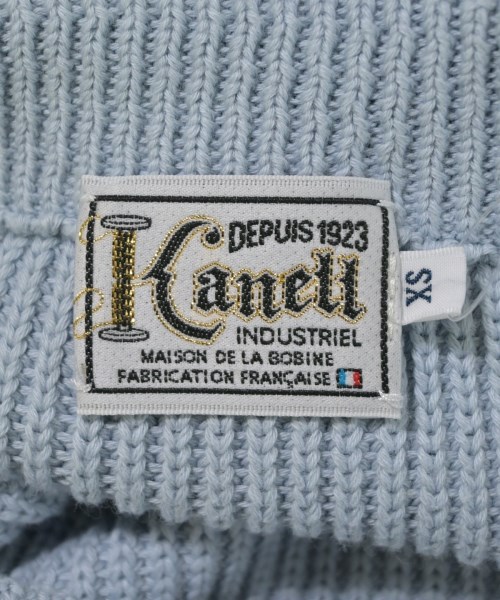 DEPUIS 1923
Kanell
INDUSTRIEL
MAISON DE LA BOBINE
FABRICATION FRANÇAISE
XS